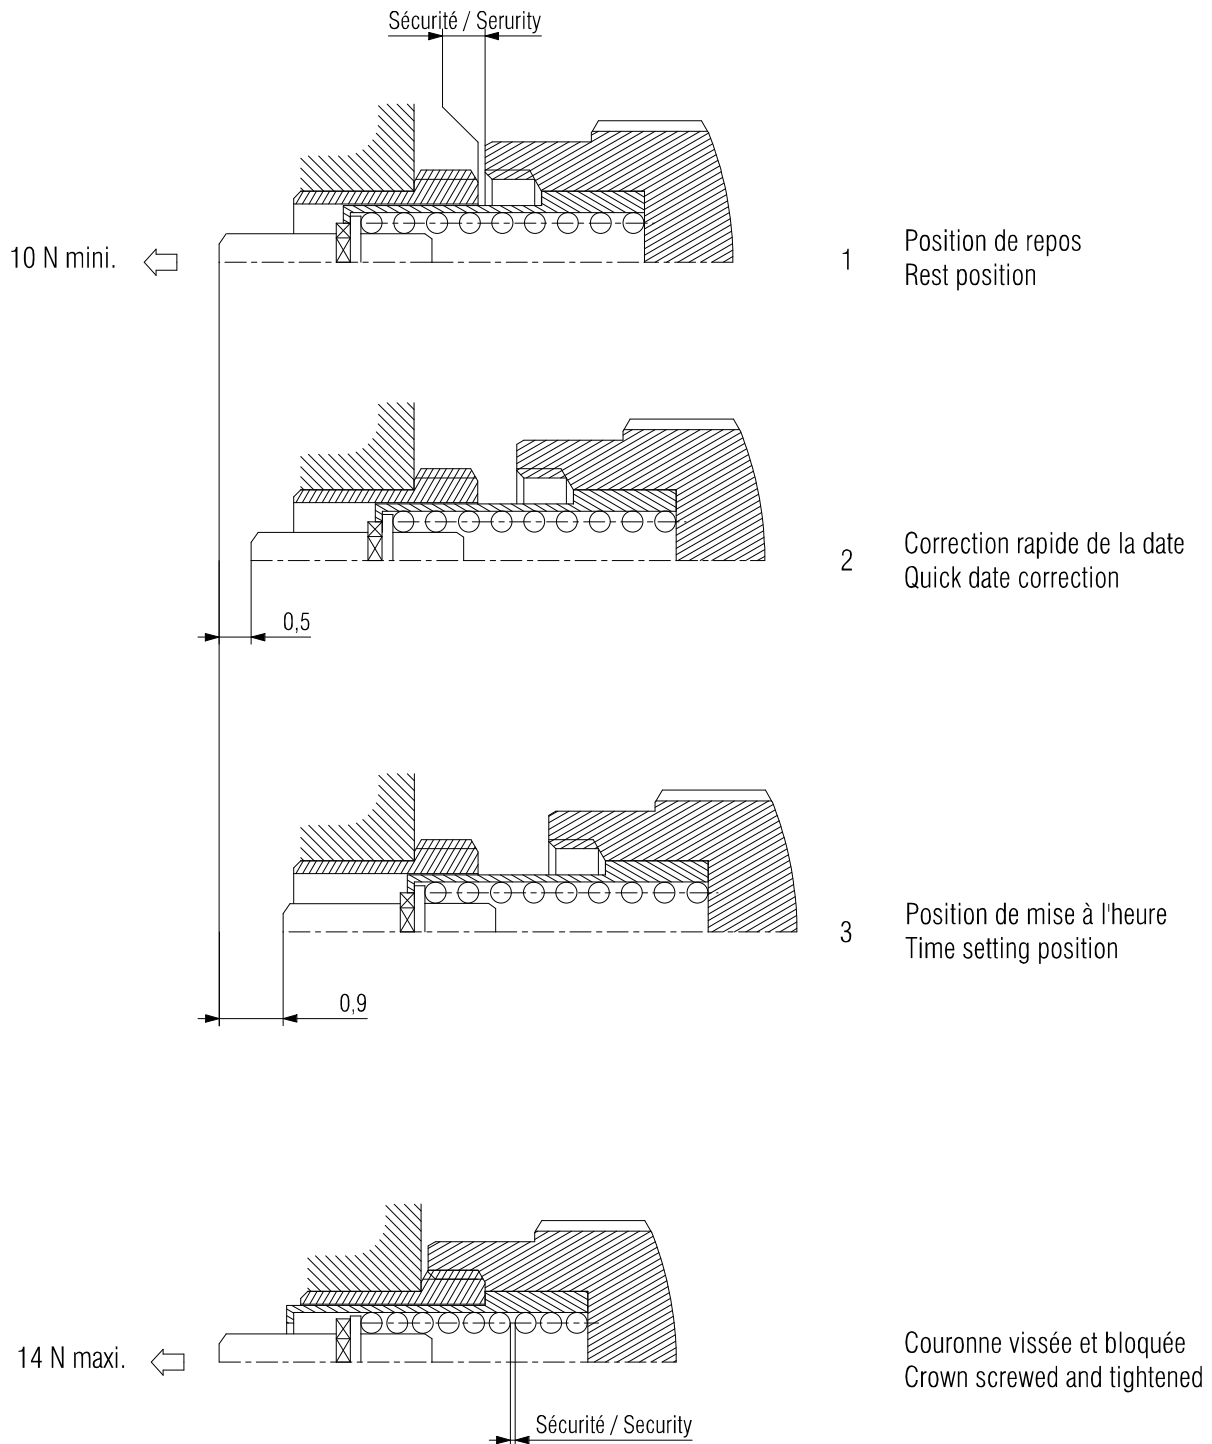 Sécurité / Serurity
10 N mini.
1
Position de repos
Rest position
2
Correction rapide de la date
Quick date correction
0,5
3
Position de mise à l'heure
Time setting position
0,9
14 N maxi.
Couronne vissée et bloquée
Crown screwed and tightened
Sécurité / Security